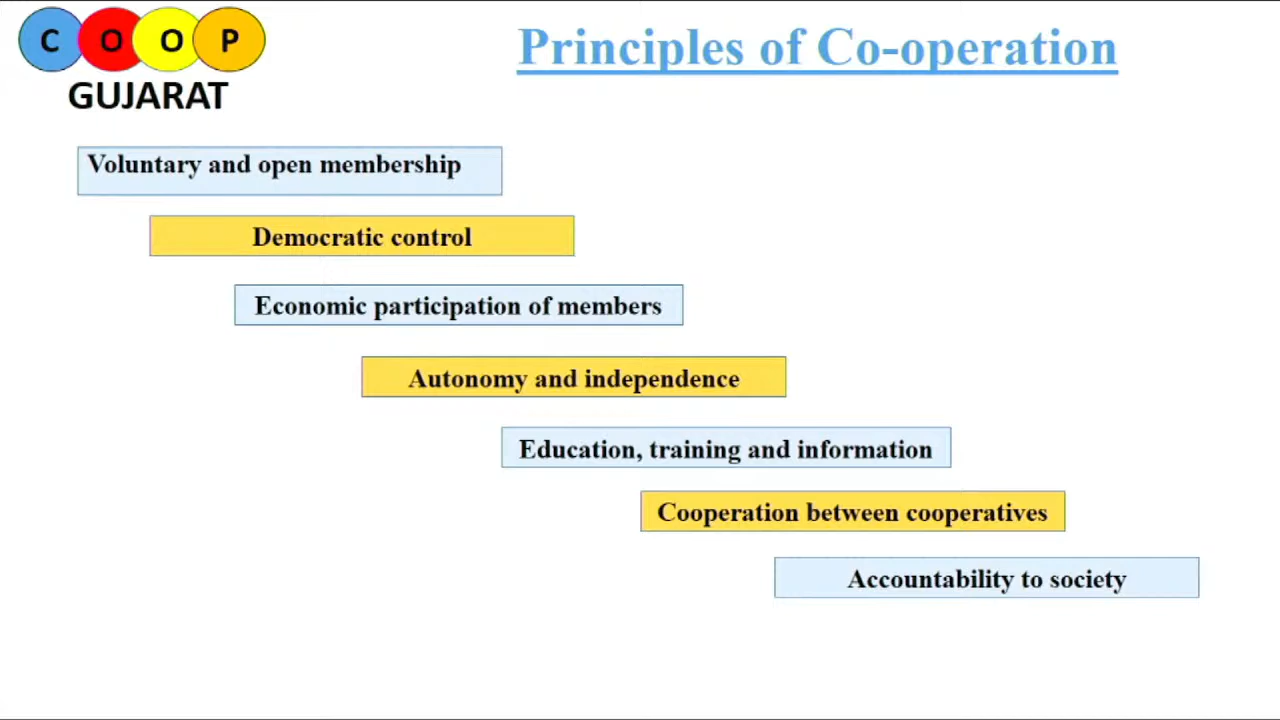 COOP
GUJARAT
Principles of Co-operation
Voluntary and open membership
Democratic control
Economic participation of members
Autonomy and independence
Education, training and information
Cooperation between cooperatives
Accountability to society